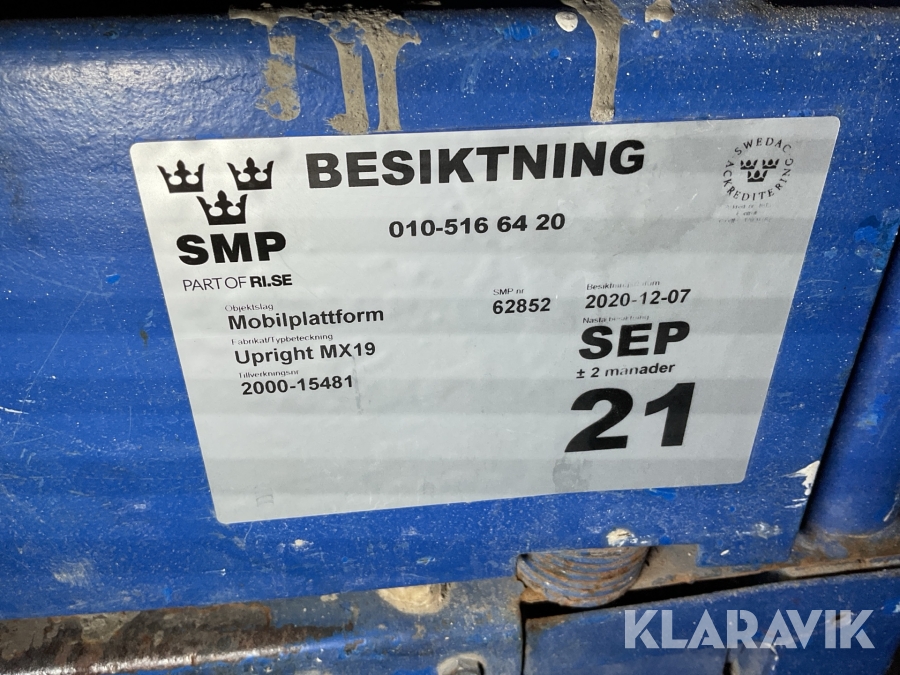 BESIKTNING
SWEDAC
ACKREDITERING
010-516 64 20
SMP
PART OF RI.SE
Objektslag
Mobilplattform
Fabrikat/Typbeteckning
Upright MX19
Tillverkningsnr
2000-15481
SMP nr
62852
Besiktningsdatum
2020-12-07
Nästa besiktning
SEP
± 2 manader
21
KLARAVIK